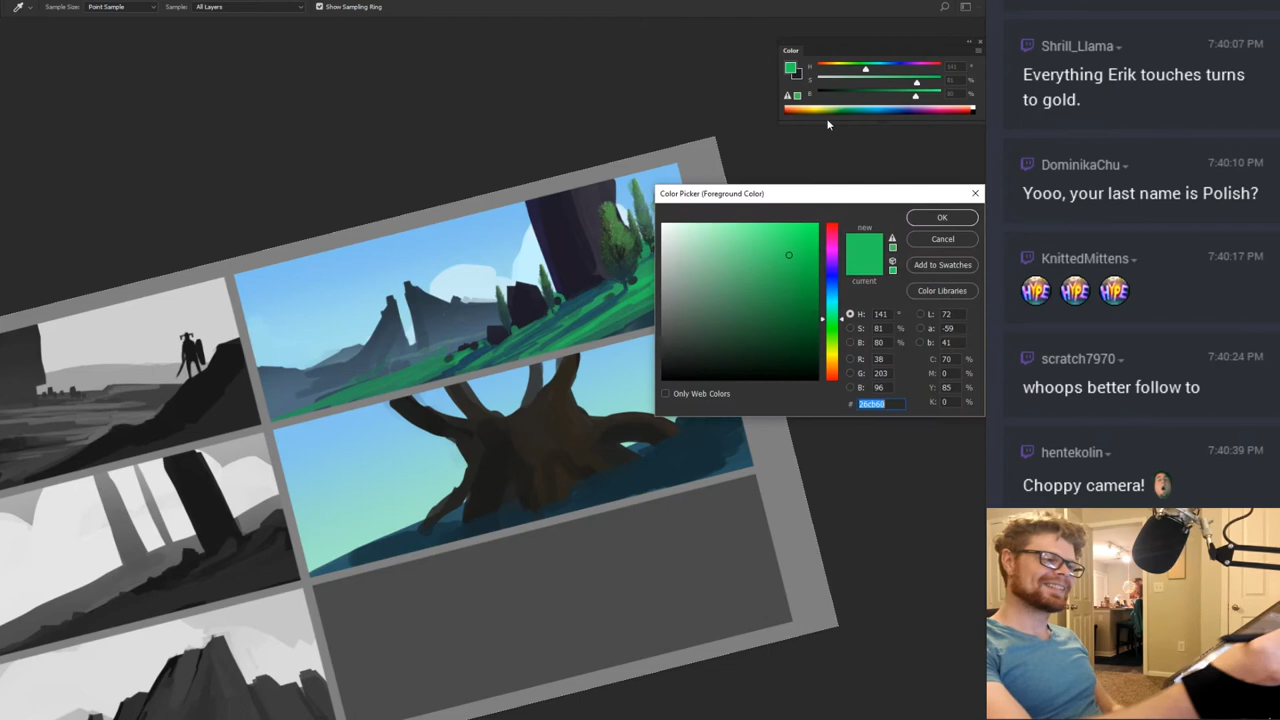 Sample Size: Point Sample Sample: All Layers Show Sampling Ring
Color
H 141 °
S 81 %
B 80 %
Color Picker (Foreground Color)
new
current
OK
Cancel
Add to Swatches
Color Libraries
H: 141 ° L: 72
S: 81 % a: -59
B: 80 % b: 41
R: 38 C: 70 %
G: 203 M: 0 %
B: 96 Y: 85 %
# 26cb60 K: 0 %
Only Web Colors
Shrill_Llama 7:40:07 PM
Everything Erik touches turns
to gold.
DominikaChu 7:40:10 PM
Yooo, your last name is Polish?
KnittedMittens 7:40:17 PM
HYPE HYPE HYPE
scratch7970 7:40:24 PM
whoops better follow to
hentekolin 7:40:39 PM
Choppy camera!